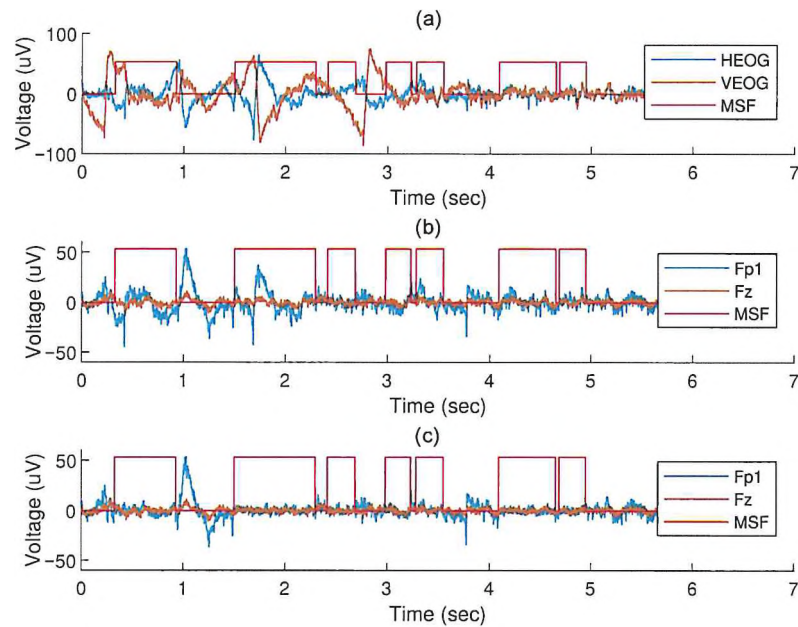 (a)
100
0
−100
Voltage (uV)
HEOG
VEOG
MSF
0 1 2 3 4 5 6 7
Time (sec)
(b)
50
0
−50
Voltage (uV)
Fp1
Fz
MSF
0 1 2 3 4 5 6 7
Time (sec)
(c)
50
0
−50
Voltage (uV)
Fp1
Fz
MSF
0 1 2 3 4 5 6 7
Time (sec)